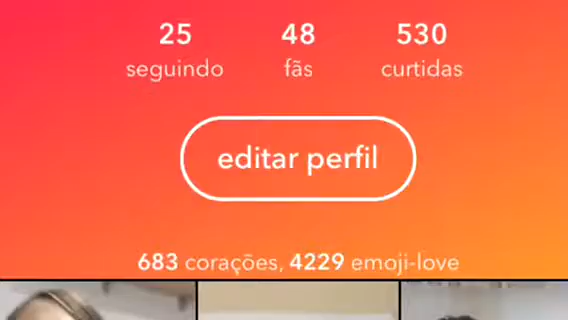 25 48 530
seguindo fãs curtidas
editar perfil
683 corações, 4229 emoji-love